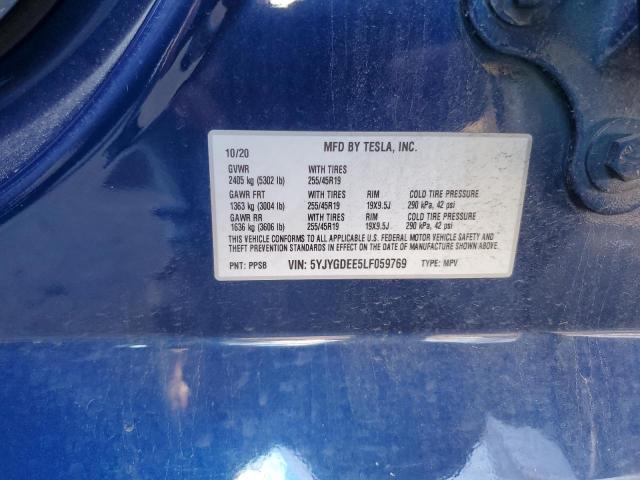 10/20 MFD BY TESLA, INC.
GVWR WITH TIRES
2405 kg (5302 lb) 255/45R19
GAWR FRT WITH TIRES RIM COLD TIRE PRESSURE
1363 kg (3004 lb) 255/45R19 19X9.5J 290 kPa, 42 psi
GAWR RR WITH TIRES RIM COLD TIRE PRESSURE
1636 kg (3606 lb) 255/45R19 19X9.5J 290 kPa, 42 psi
THIS VEHICLE CONFORMS TO ALL APPLICABLE U.S. FEDERAL MOTOR VEHICLE SAFETY AND
THEFT PREVENTION STANDARDS IN EFFECT ON THE DATE OF MANUFACTURE SHOWN ABOVE.
PNT: PPSB VIN: 5YJYGDEE5LF059769 TYPE: MPV